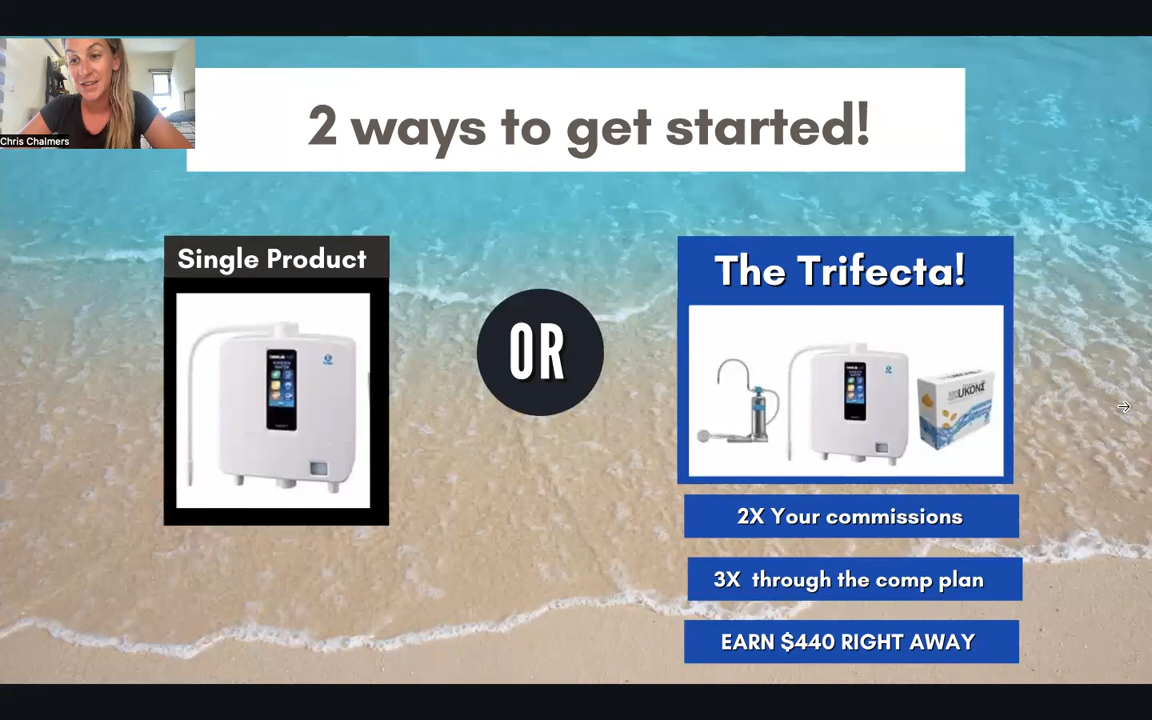 Chris Chalmers
2 ways to get started!
Single Product
OR
The Trifecta!
UKON
2X Your commissions
3X through the comp plan
EARN $440 RIGHT AWAY